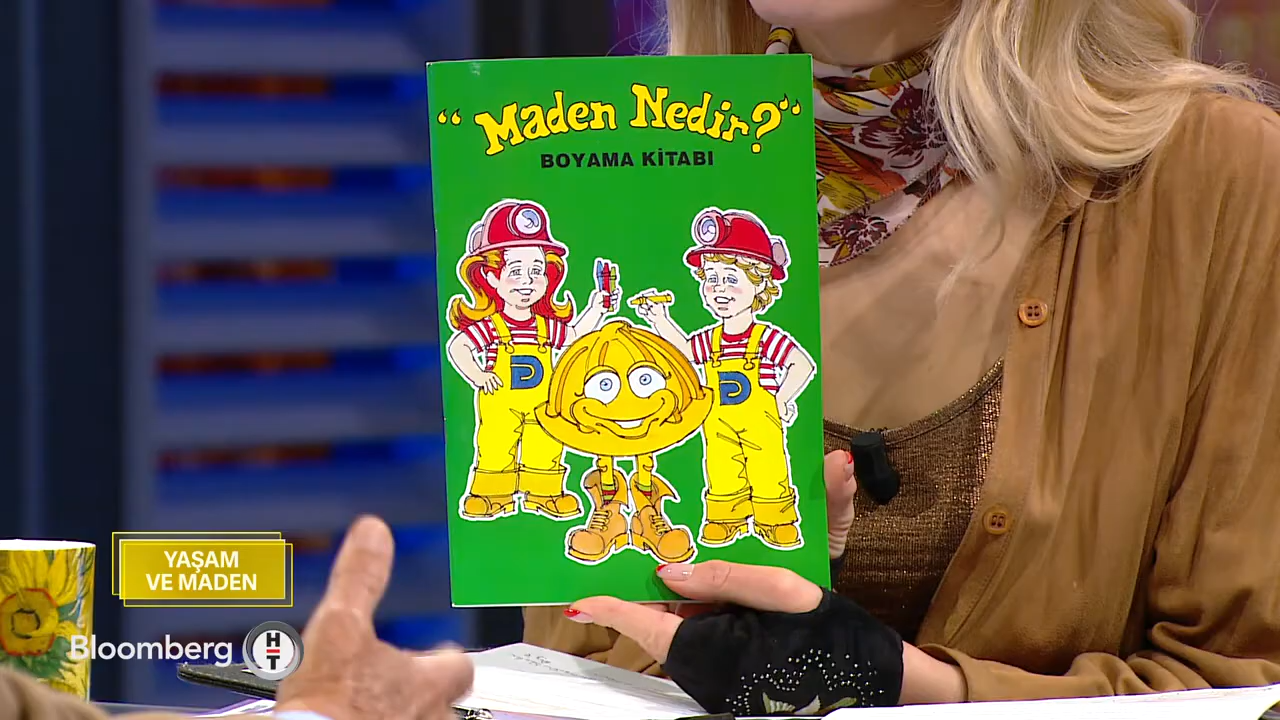 “Maden Nedir?”
BOYAMA KİTABI
YAŞAM
VE MADEN
Bloomberg HT